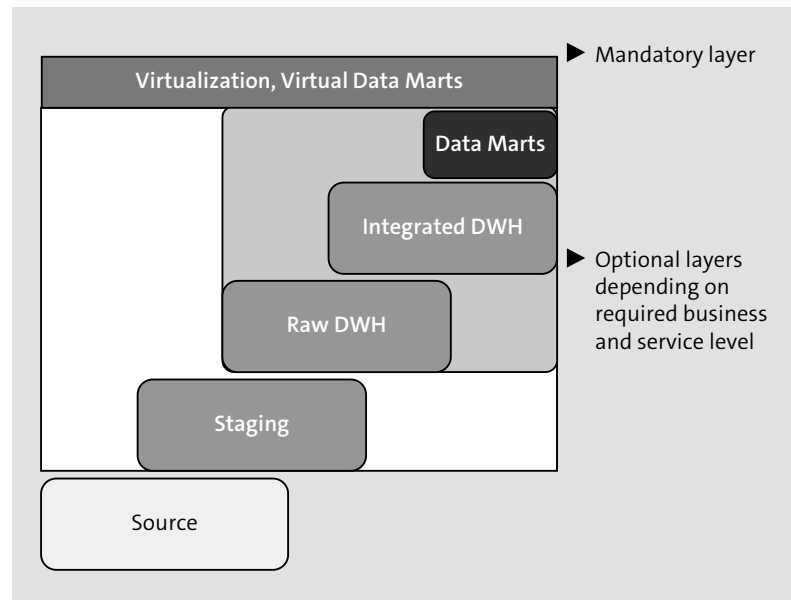 Mandatory layer
Virtualization, Virtual Data Marts
Data Marts
Integrated DWH
Optional layers
depending on
required business
and service level
Raw DWH
Staging
Source